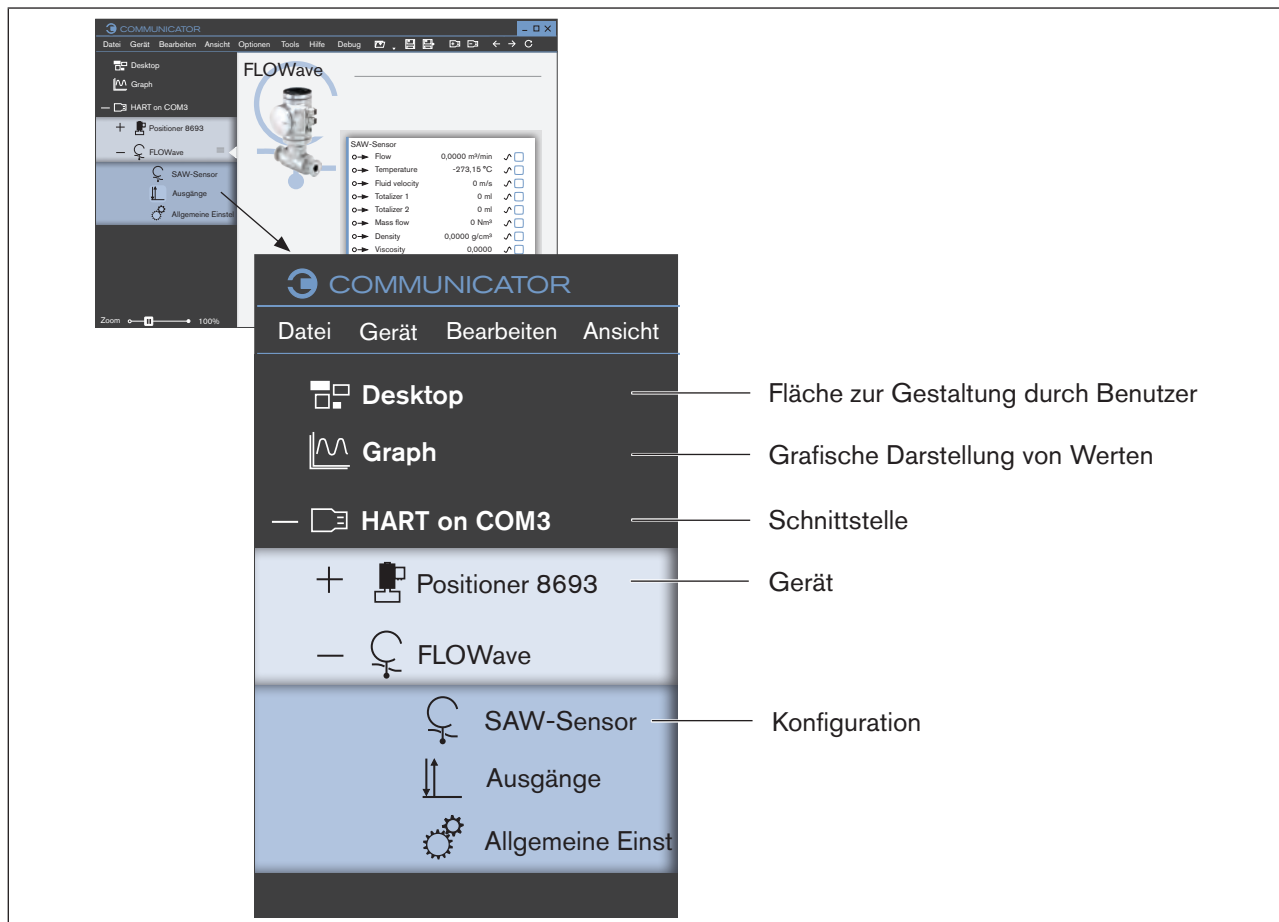 COMMUNICATOR
Datei Gerät Bearbeiten Ansicht Optionen Tools Hilfe Debug
Desktop
Graph
HART on COM3
Positioner 8693
FLOWave
SAW-Sensor
Ausgänge
Allgemeine Einstel
Zoom 100%
FLOWave
SAW-Sensor
Flow 0,0000 m³/min
Temperature -273,15 °C
Fluid velocity 0 m/s
Totalizer 1 0 ml
Totalizer 2 0 ml
Mass flow 0 Nm³
Density 0,0000 g/cm³
Viscosity 0,0000
COMMUNICATOR
Datei Gerät Bearbeiten Ansicht
Desktop Fläche zur Gestaltung durch Benutzer
Graph Grafische Darstellung von Werten
HART on COM3 Schnittstelle
Positioner 8693 Gerät
FLOWave
SAW-Sensor Konfiguration
Ausgänge
Allgemeine Einst